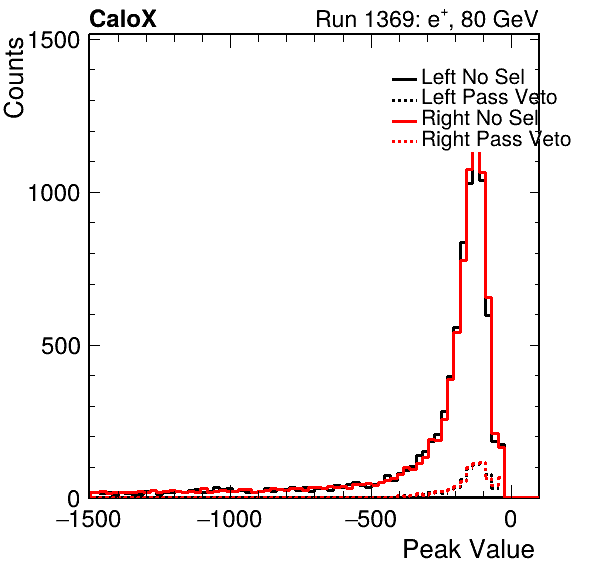 CaloX Run 1369: e+, 80 GeV
Counts
1500
Left No Sel
Left Pass Veto
Right No Sel
Right Pass Veto
1000
500
0
−1500 −1000 −500 0
Peak Value